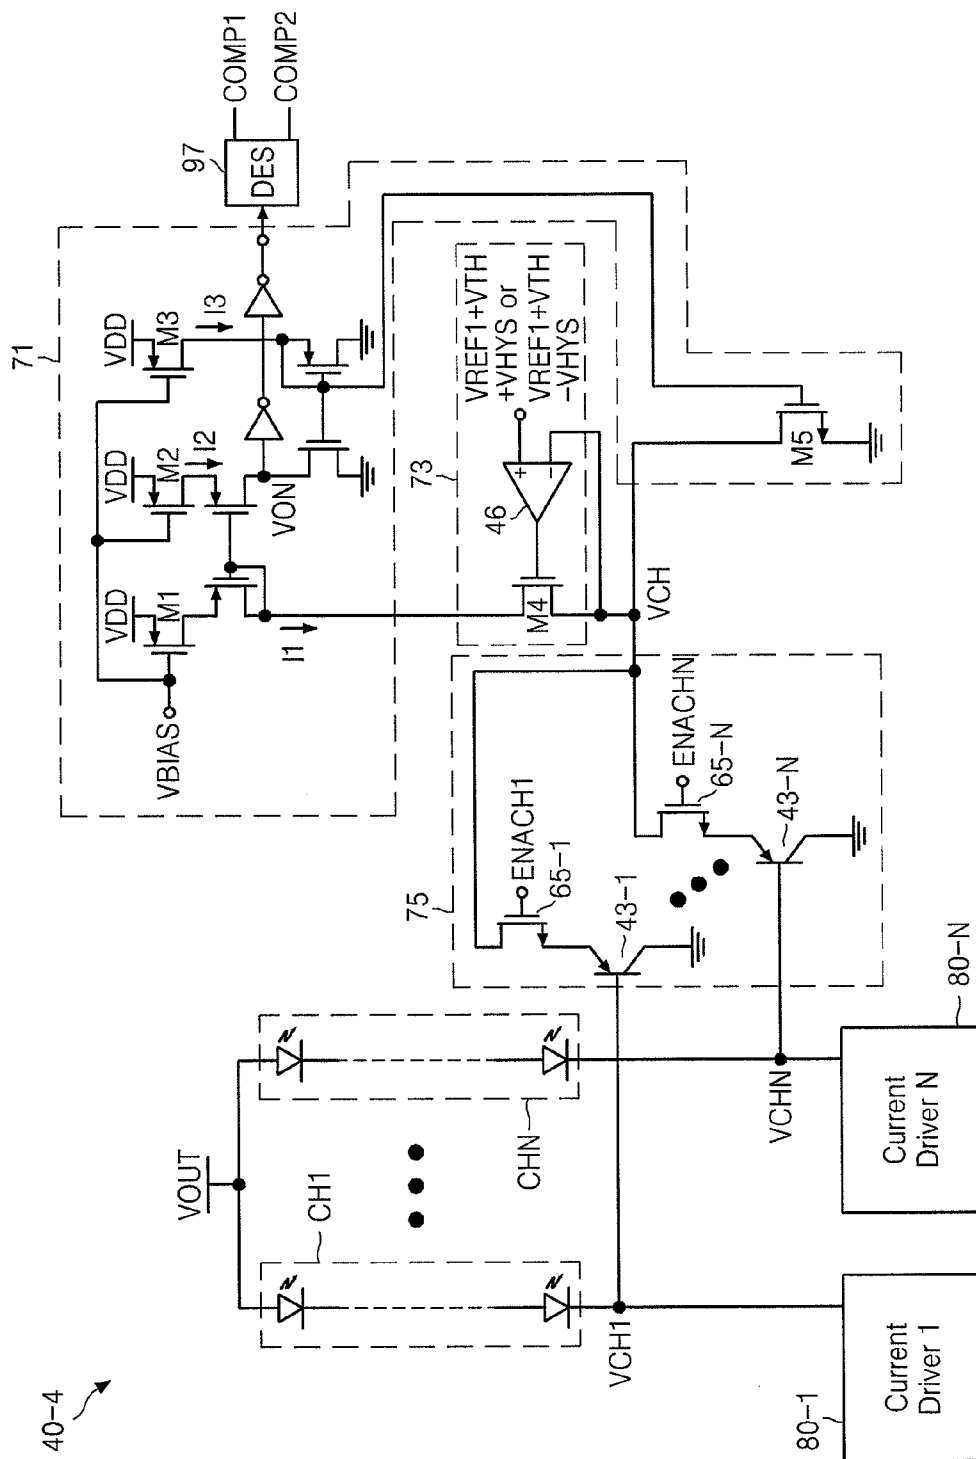 40-4
VOUT
CH1
CHN
VCH1
VCHN
80-1
Current
Driver 1
80-N
Current
Driver N
75
ENACH1
65-1
43-1
ENACHN
65-N
43-N
VCH
71
VBIAS
VDD
M1
I1
VDD
M2
I2
VON
VDD
M3
I3
97
DES
COMP1
COMP2
73
46
M4
VREF1+VTH
+VHYS or
VREF1+VTH
-VHYS
+
-
M5